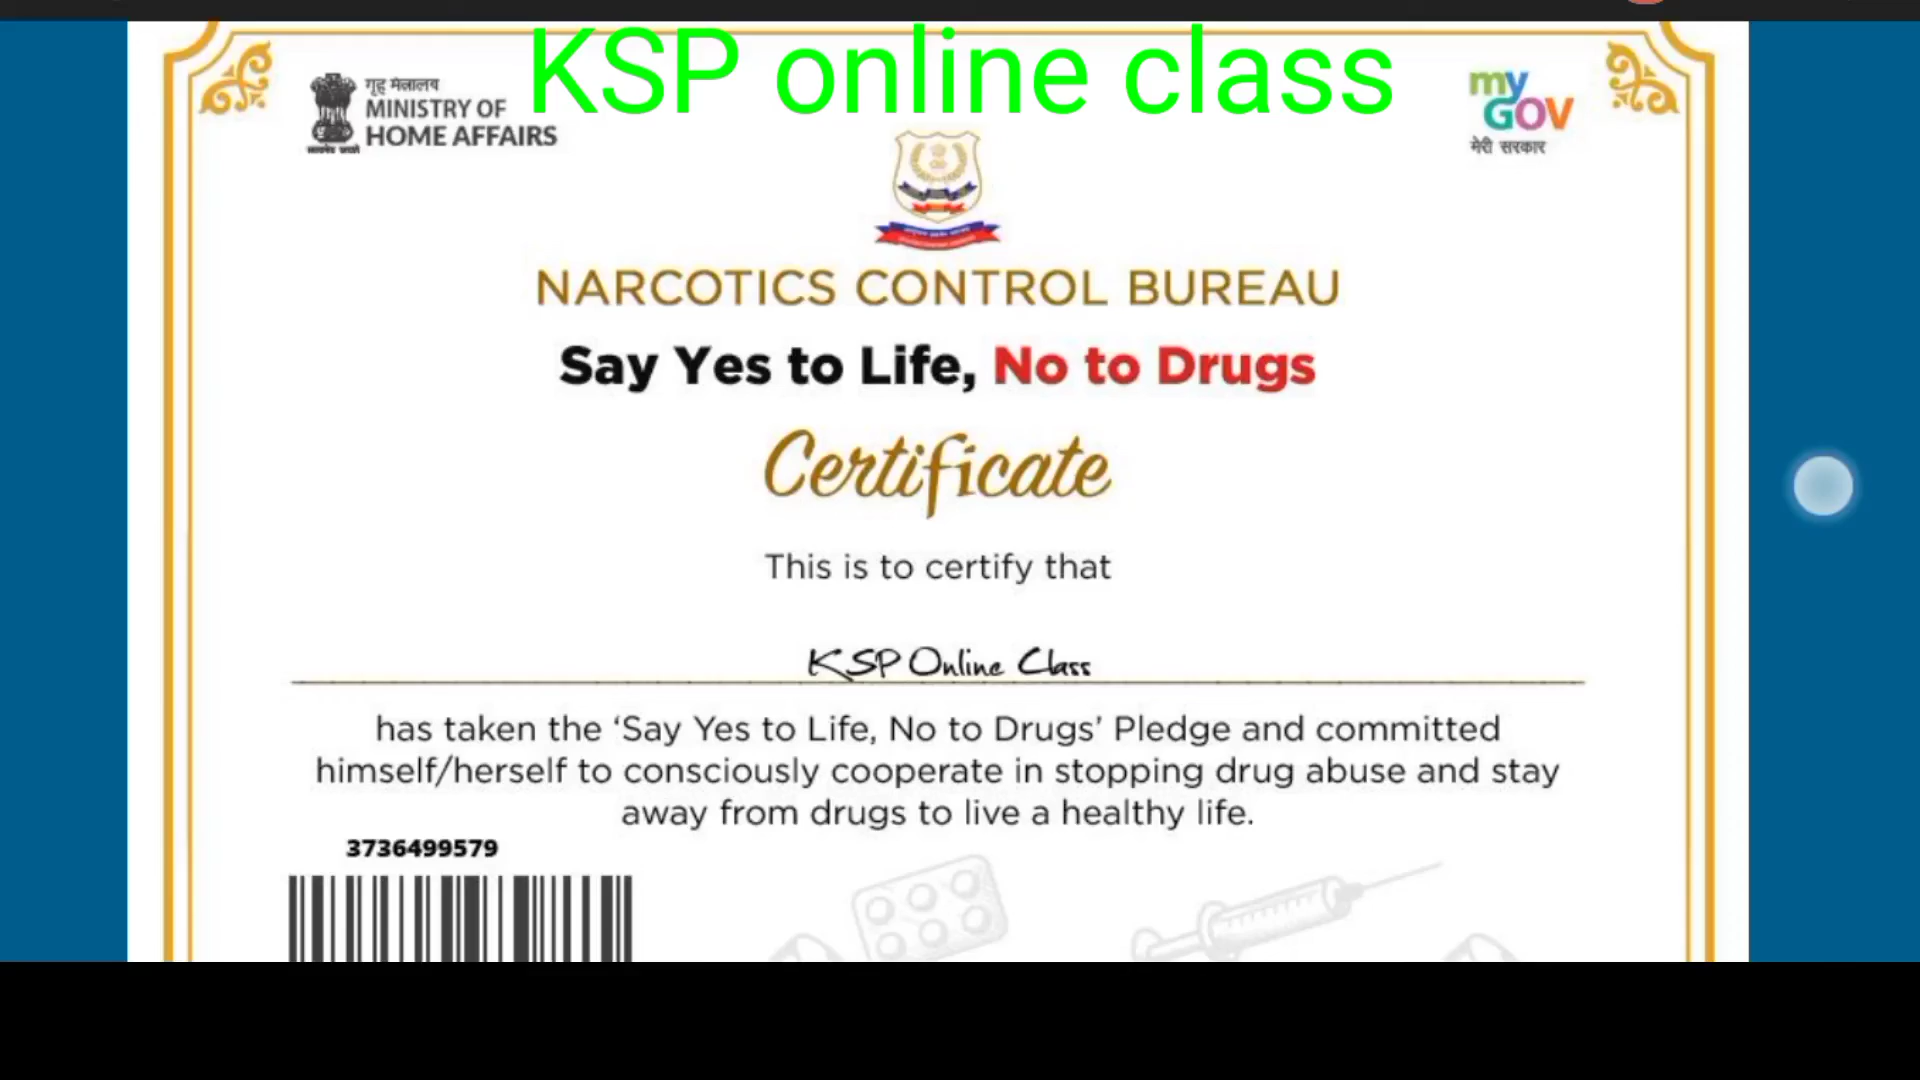 KSP online class
गृह मंत्रालय
MINISTRY OF
HOME AFFAIRS
my
GOV
मेरी सरकार
NARCOTICS CONTROL BUREAU
Say Yes to Life, No to Drugs
Certificate
This is to certify that
KSP Online Class
has taken the ‘Say Yes to Life, No to Drugs’ Pledge and committed
himself/herself to consciously cooperate in stopping drug abuse and stay
away from drugs to live a healthy life.
3736499579